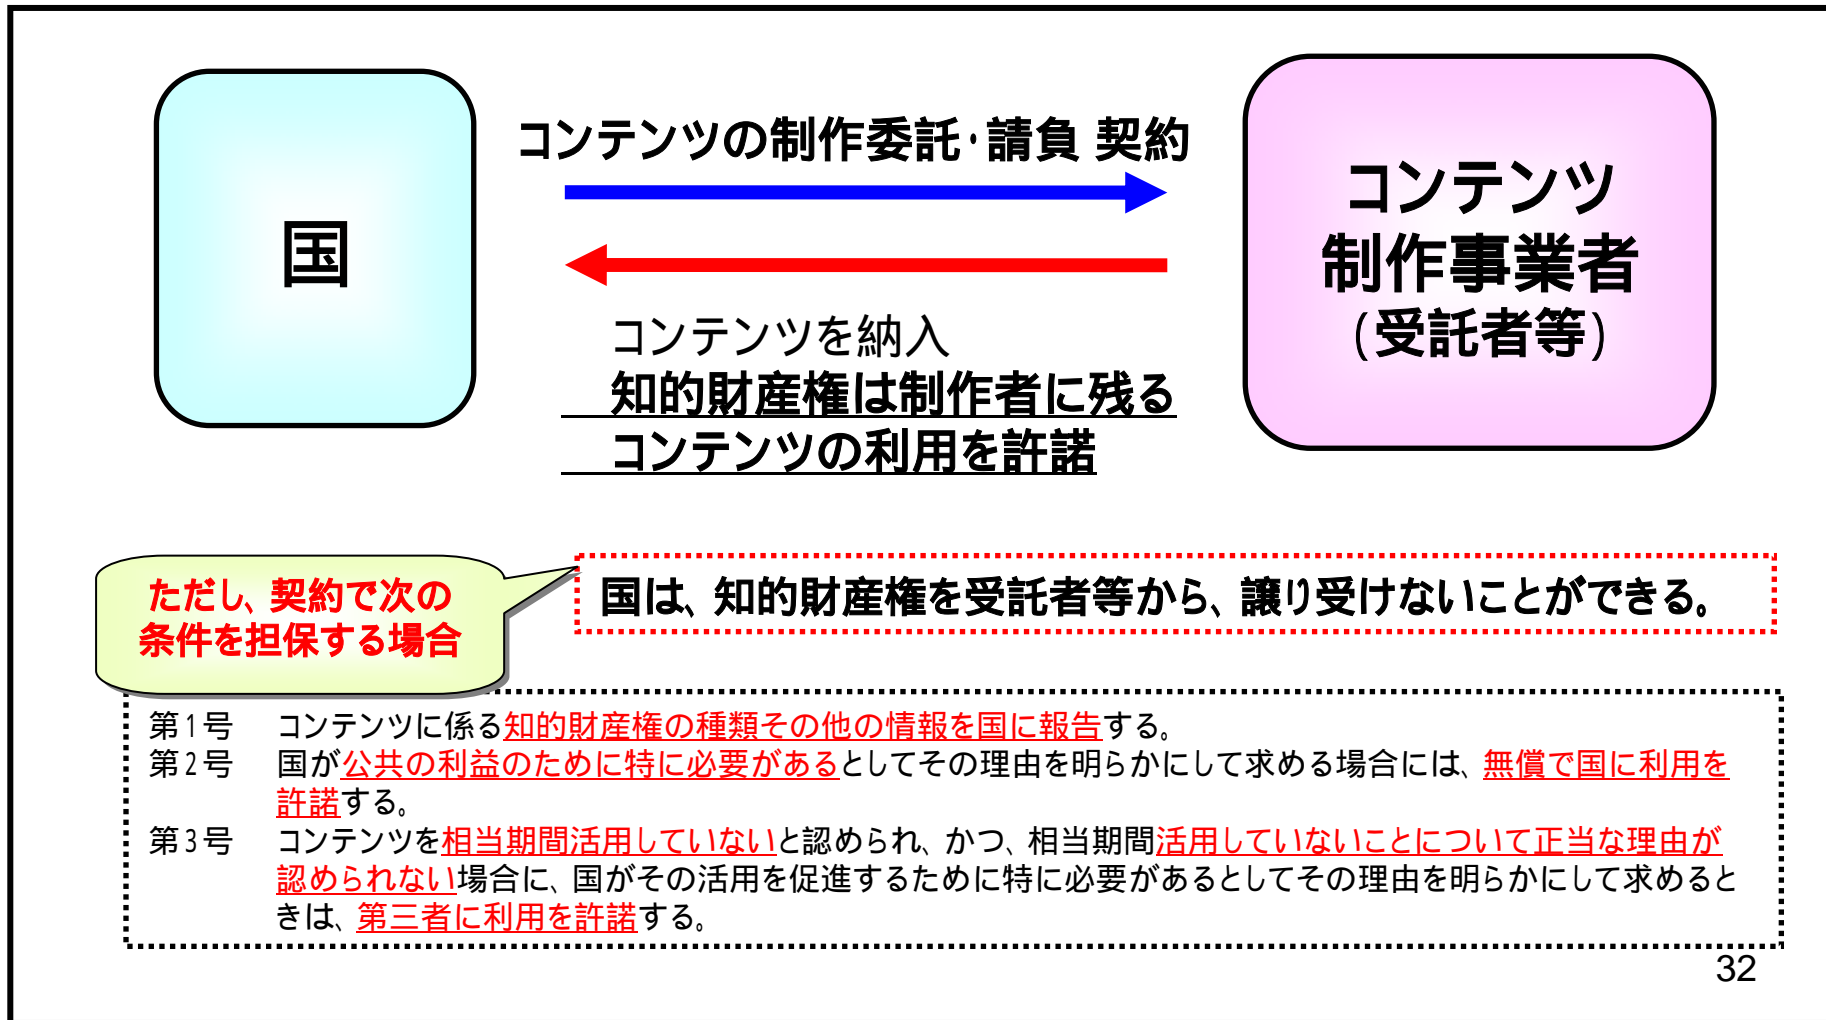 国
コンテンツの制作委託・請負 契約
コンテンツ
制作事業者
(受託者等)
コンテンツを納入
知的財産権は制作者に残る
コンテンツの利用を許諾
ただし、契約で次の
条件を担保する場合
国は、知的財産権を受託者等から、譲り受けないことができる。
第1号 コンテンツに係る知的財産権の種類その他の情報を国に報告する。
第2号 国が公共の利益のために特に必要があるとしてその理由を明らかにして求める場合には、無償で国に利用を
許諾する。
第3号 コンテンツを相当期間活用していないと認められ、かつ、相当期間活用していないことについて正当な理由が
認められない場合に、国がその活用を促進するために特に必要があるとしてその理由を明らかにして求めると
きは、第三者に利用を許諾する。
32